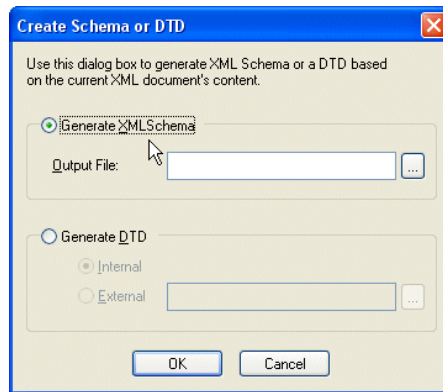 Create Schema or DTD
Use this dialog box to generate XML Schema or a DTD based
on the current XML document's content.
Generate XMLSchema
Output File:
...
Generate DTD
Internal
External
...
OK
Cancel